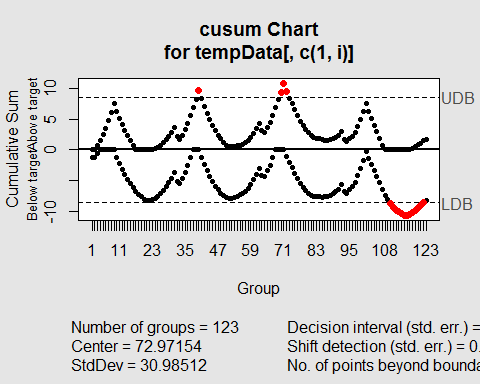 cusum Chart
for tempData[, c(1, i)]
Cumulative Sum
Below target Above target
-10 0 5 10
UDB
LDB
1 11 23 35 47 59 71 83 95 108 123
Group
Number of groups = 123
Center = 72.97154
StdDev = 30.98512
Decision interval (std. err.) =
Shift detection (std. err.) = 0.
No. of points beyond bounda